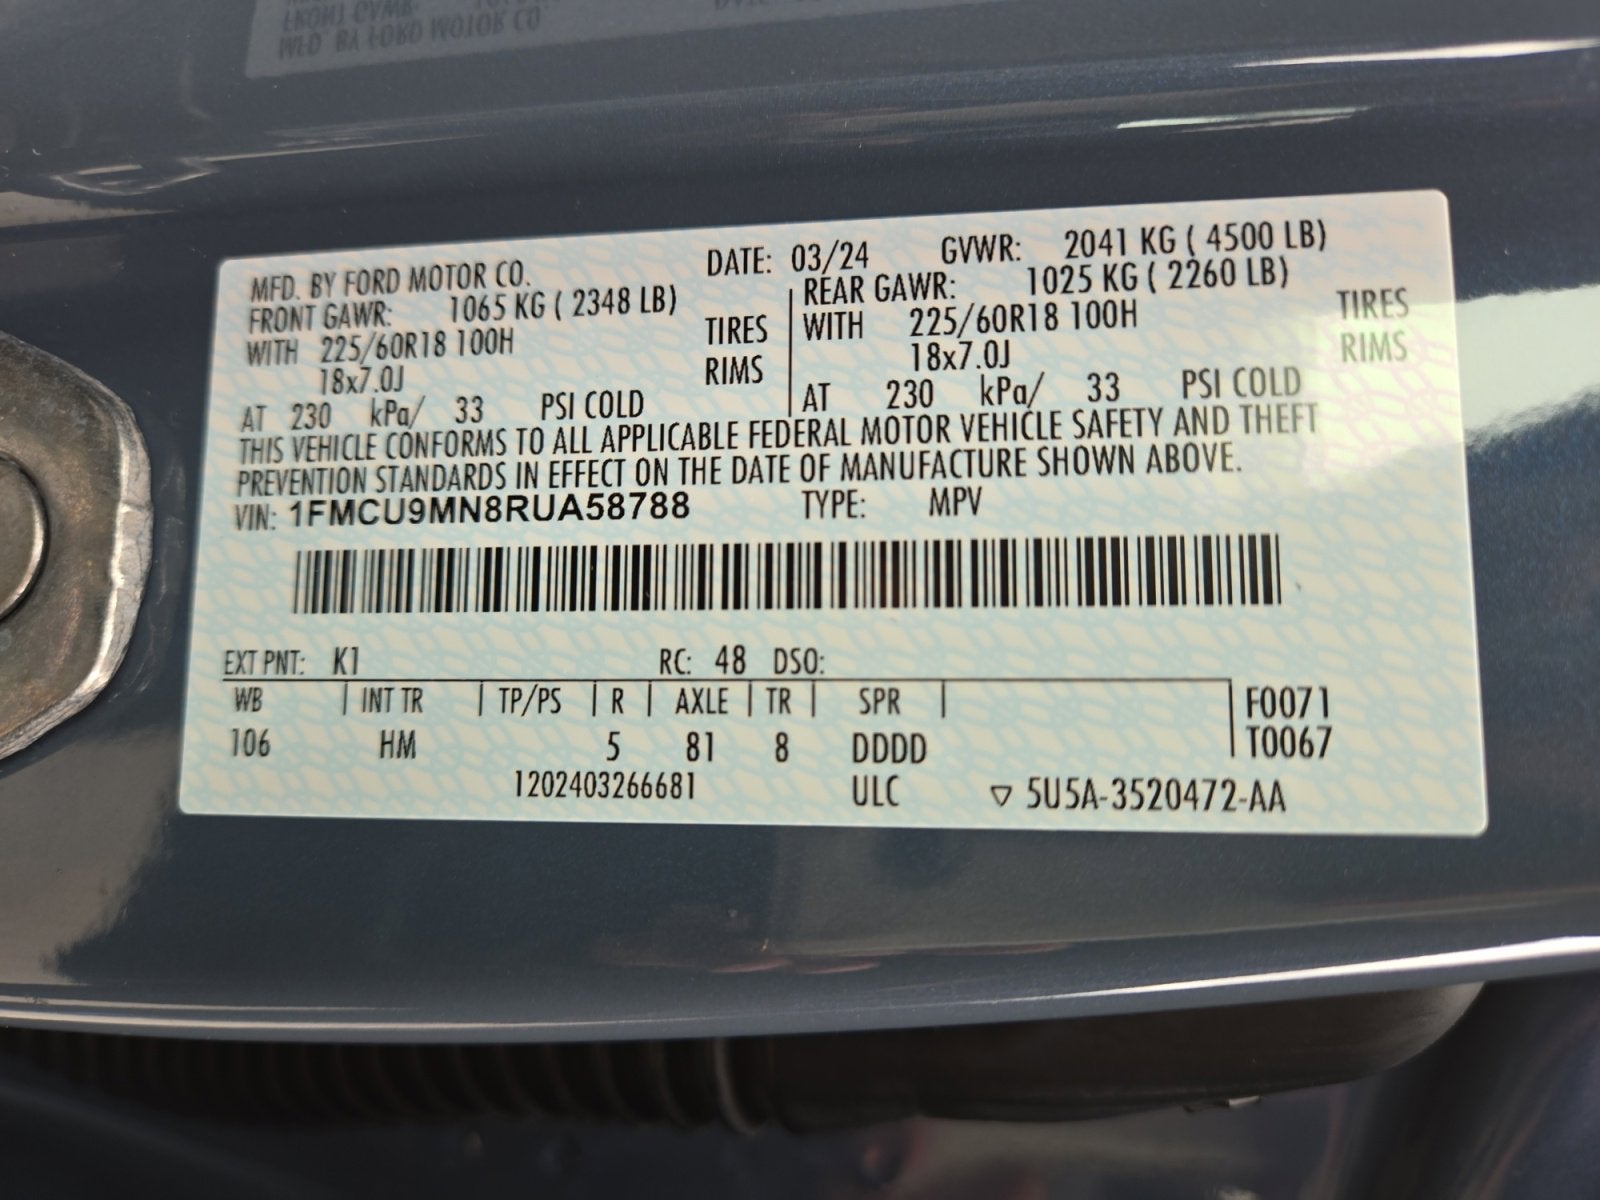 MFD. BY FORD MOTOR CO. DATE: 03/24 GVWR: 2041 KG ( 4500 LB)
FRONT GAWR: 1065 KG ( 2348 LB) REAR GAWR: 1025 KG ( 2260 LB)
WITH 225/60R18 100H TIRES WITH 225/60R18 100H TIRES
18x7.0J RIMS 18x7.0J RIMS
AT 230 kPa/ 33 PSI COLD AT 230 kPa/ 33 PSI COLD
THIS VEHICLE CONFORMS TO ALL APPLICABLE FEDERAL MOTOR VEHICLE SAFETY AND THEFT
PREVENTION STANDARDS IN EFFECT ON THE DATE OF MANUFACTURE SHOWN ABOVE.
VIN: 1FMCU9MN8RUA58788 TYPE: MPV
EXT PNT: K1 RC: 48 DSO:
WB INT TR TP/PS R AXLE TR SPR F0071
106 HM 5 81 8 DDDD T0067
1202403266681 ULC ▽ 5U5A-3520472-AA